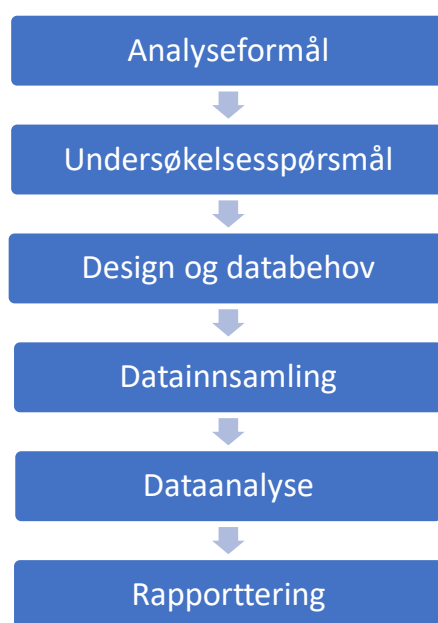 Analyseformål
Undersøkelsesspørsmål
Design og databehov
Datainnsamling
Dataanalyse
Rapporttering